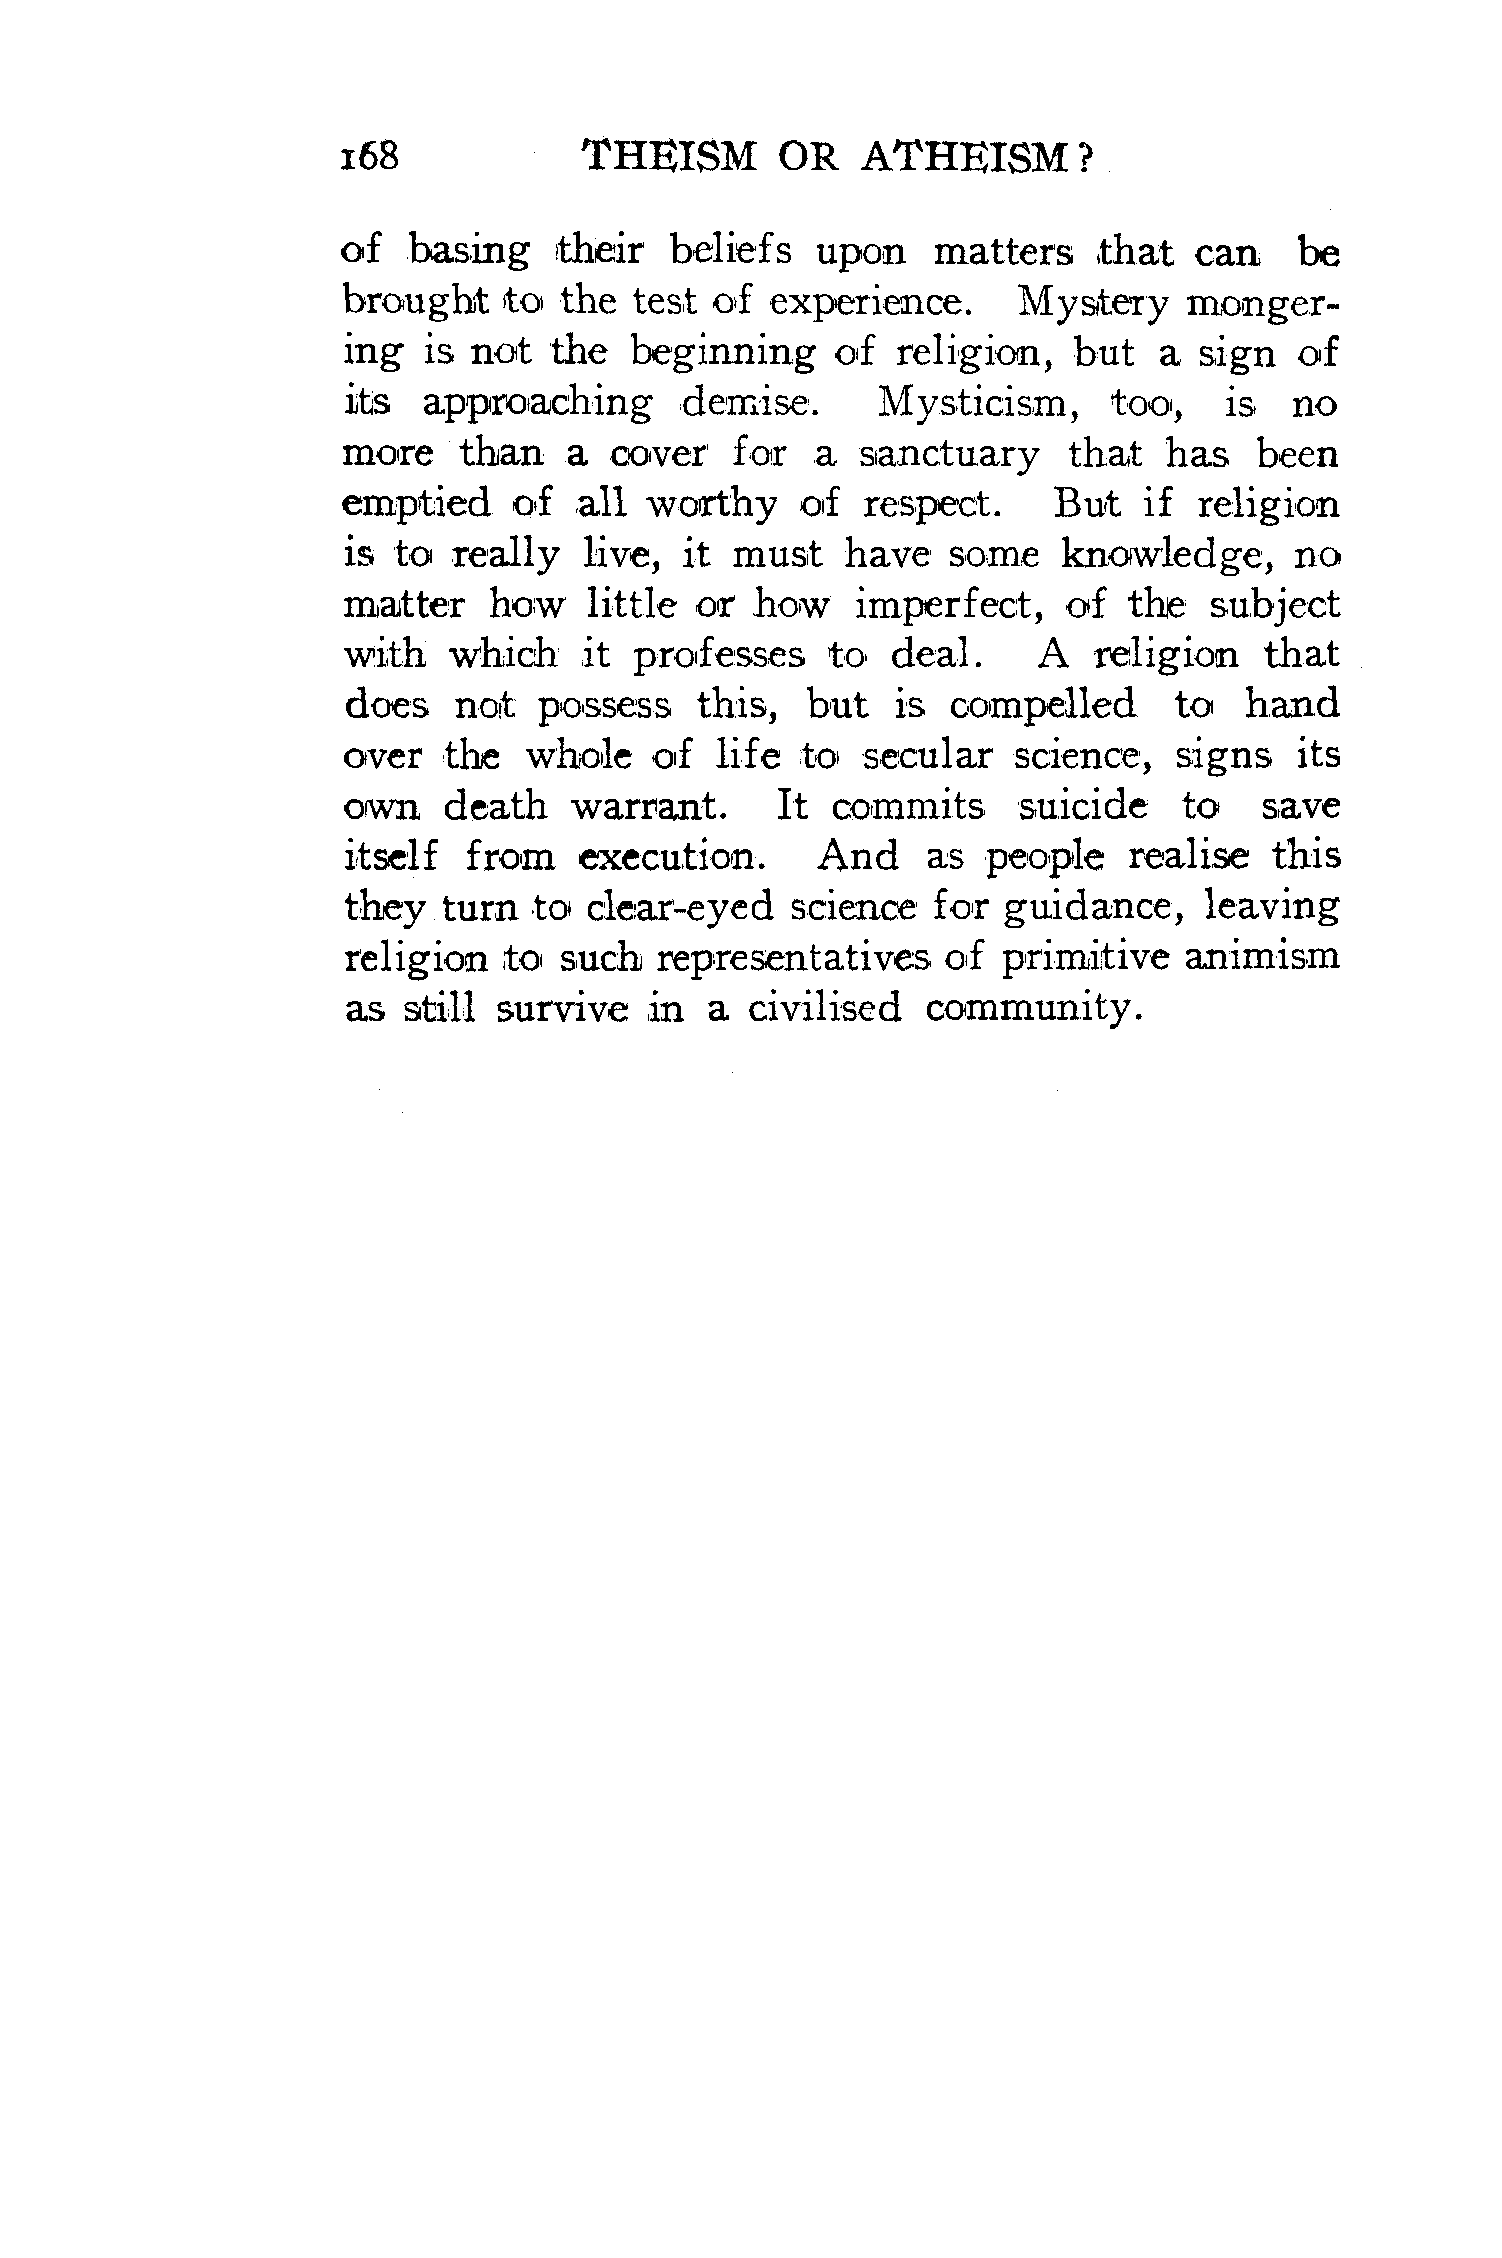 168 THEISM OR ATHEISM?
of basing their beliefs upon matters that can be
brought to the test of experience. Mystery monger-
ing is not the beginning of religion, but a sign of
its approaching demise. Mysticism, too, is no
more than a cover for a sanctuary that has been
emptied of all worthy of respect. But if religion
is to really live, it must have some knowledge, no
matter how little or how imperfect, of the subject
with which it professes to deal. A religion that
does not possess this, but is compelled to hand
over the whole of life to secular science, signs its
own death warrant. It commits suicide to save
itself from execution. And as people realise this
they turn to clear-eyed science for guidance, leaving
religion to such representatives of primitive animism
as still survive in a civilised community.